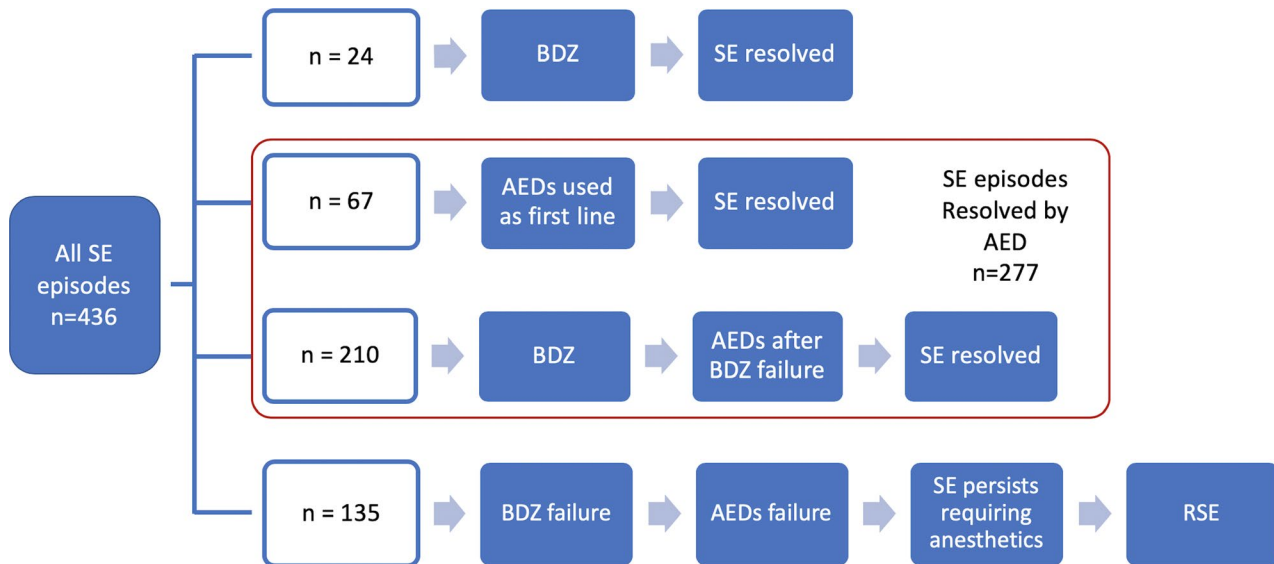 All SE
episodes
n=436
n = 24
BDZ
SE resolved
n = 67
AEDs used
as first line
SE resolved
SE episodes
Resolved by
AED
n=277
n = 210
BDZ
AEDs after
BDZ failure
SE resolved
n = 135
BDZ failure
AEDs failure
SE persists
requiring
anesthetics
RSE